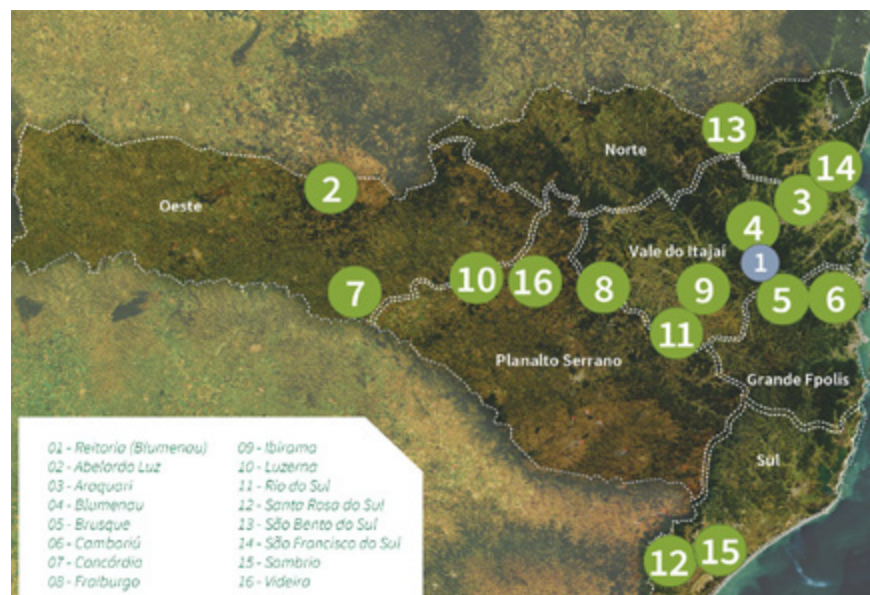 13
Norte
14
2
3
Oeste
4
Vale do Itajaí
1
10
16
7
8
9
5
6
11
Planalto Serrano
Grande Fpolis
Sul
12
15
01 - Reitoria (Blumenau)
02 - Abelardo Luz
03 - Araquari
04 - Blumenau
05 - Brusque
06 - Camboriú
07 - Concórdia
08 - Fraiburgo
09 - Ibirama
10 - Luzerna
11 - Rio do Sul
12 - Santa Rosa do Sul
13 - São Bento do Sul
14 - São Francisco do Sul
15 - Sombrio
16 - Videira